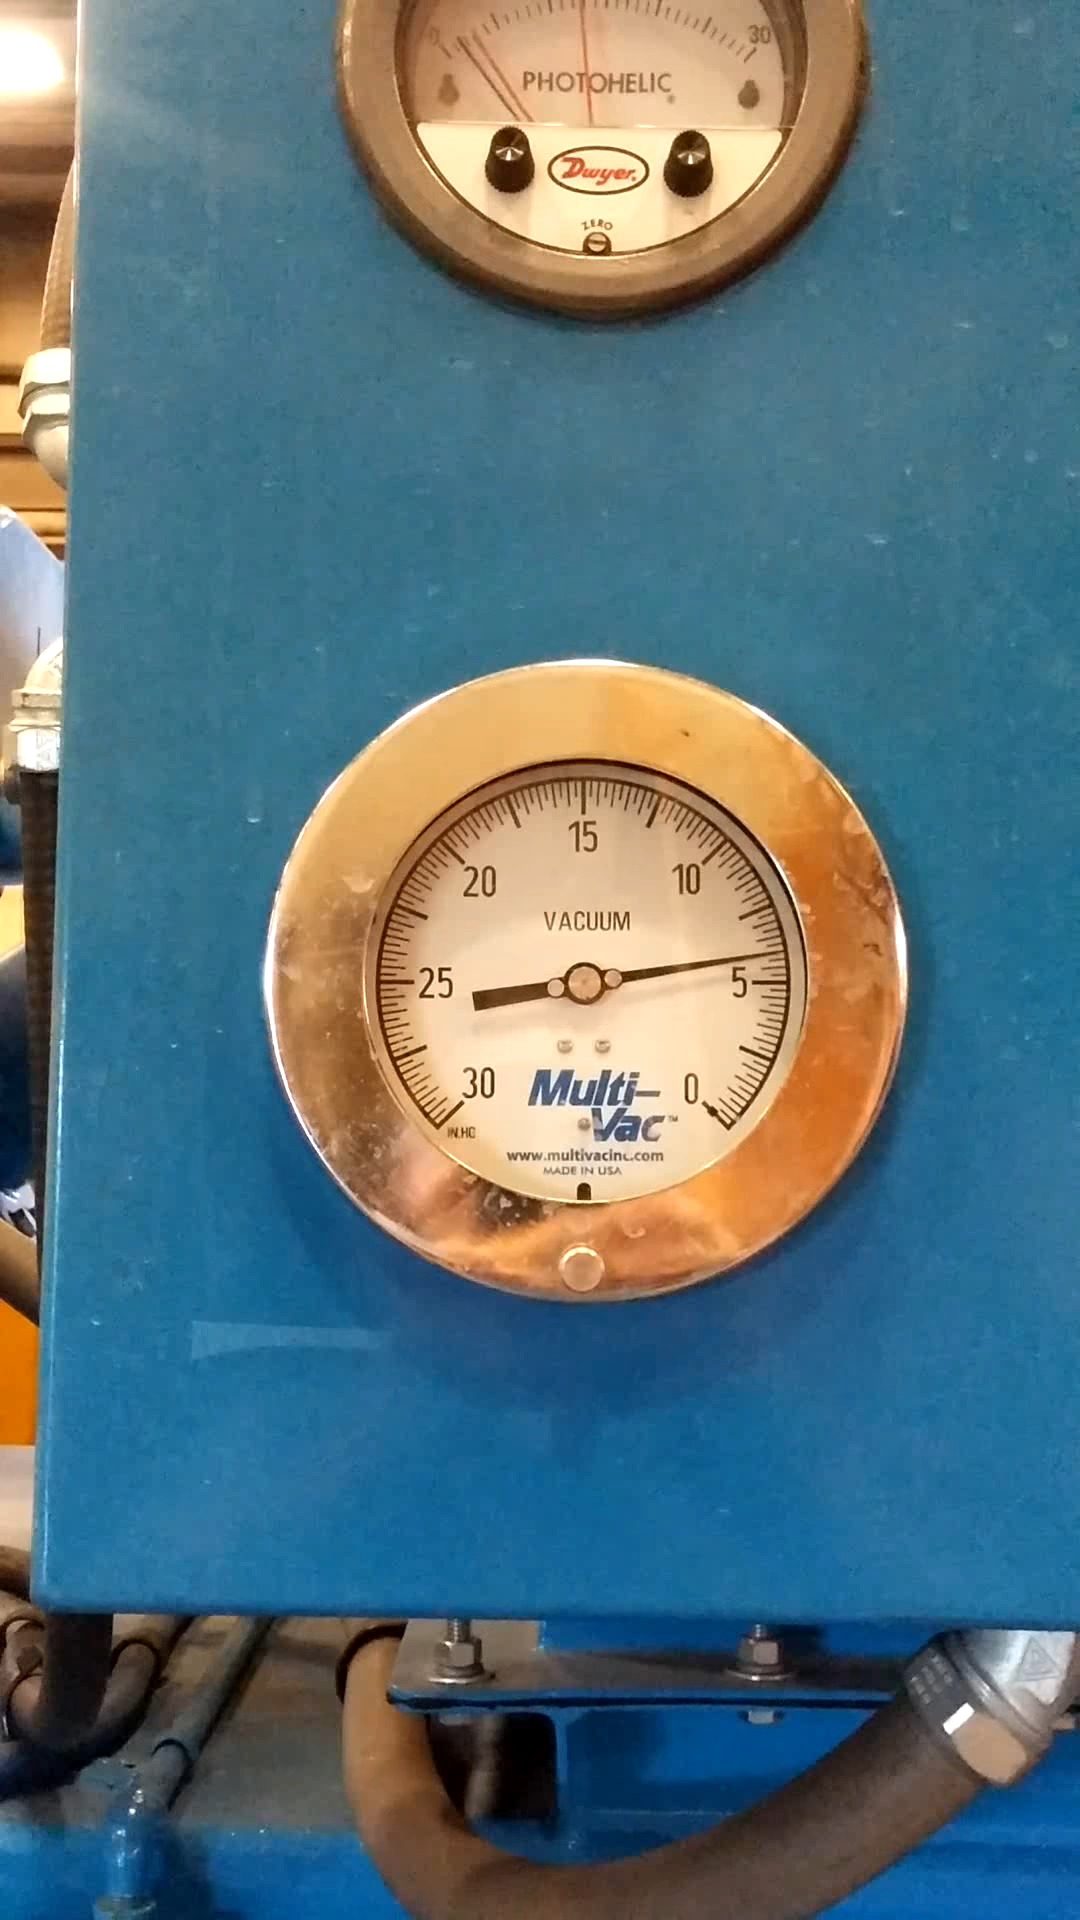 0 30
PHOTOHELIC®
Dwyer.
ZERO
15
20 10
VACUUM
25 5
30 0
IN.HG
Multi-
Vac™
www.multivacinc.com
MADE IN USA